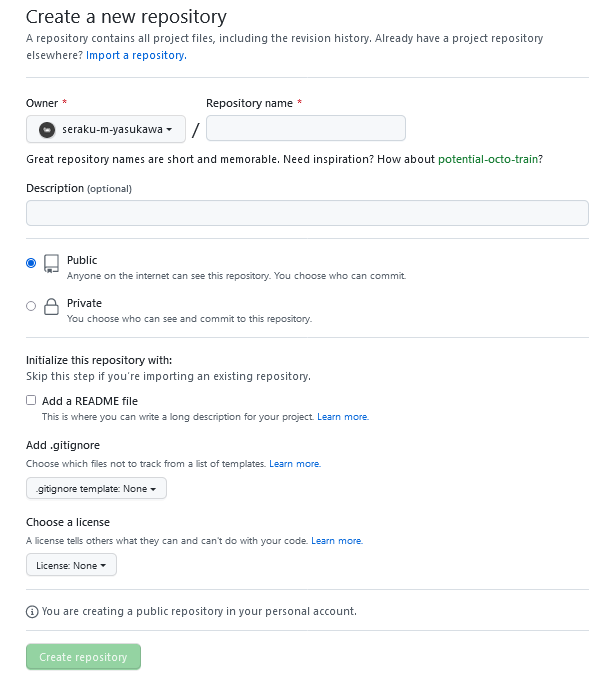 Create a new repository
A repository contains all project files, including the revision history. Already have a project repository
elsewhere? Import a repository.
Owner * Repository name *
seraku-m-yasukawa /
Great repository names are short and memorable. Need inspiration? How about potential-octo-train?
Description (optional)
Public
Anyone on the internet can see this repository. You choose who can commit.
Private
You choose who can see and commit to this repository.
Initialize this repository with:
Skip this step if you're importing an existing repository.
Add a README file
This is where you can write a long description for your project. Learn more.
Add .gitignore
Choose which files not to track from a list of templates. Learn more.
.gitignore template: None
Choose a license
A license tells others what they can and can't do with your code. Learn more.
License: None
You are creating a public repository in your personal account.
Create repository